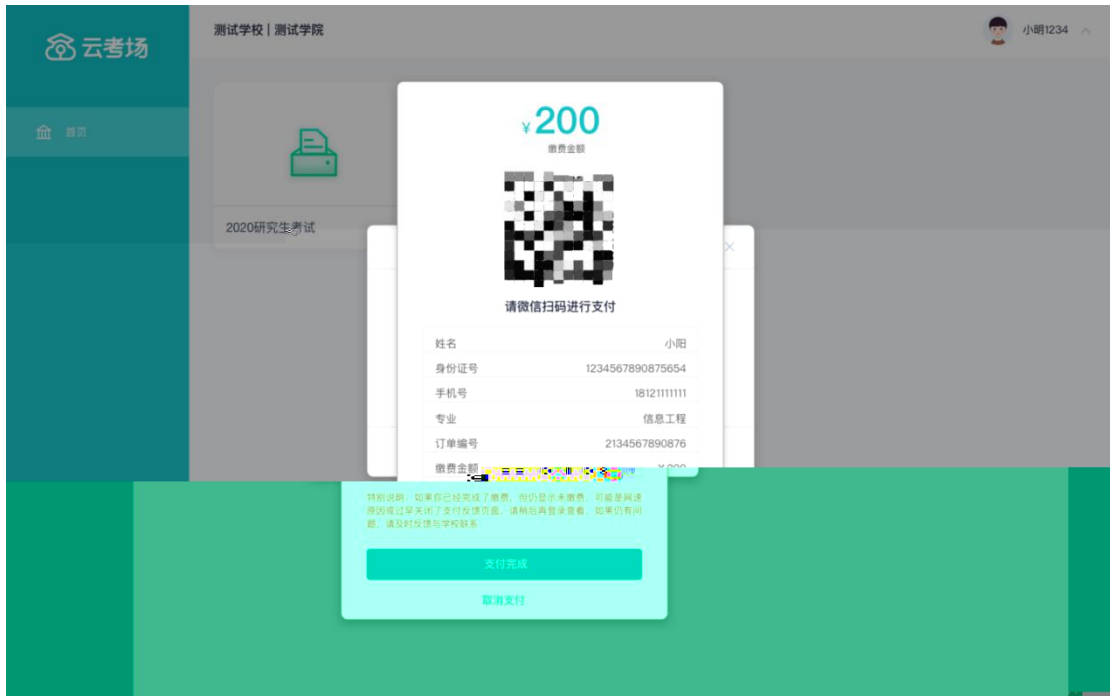 云考场
测试学校 | 测试学院
小明1234
首页
2020研究生考试
¥200
缴费金额
请微信扫码进行支付
姓名 小阳
身份证号 1234567890875654
手机号 18121111111
专业 信息工程
订单编号 2134567890876
缴费金额 ¥200
特别说明：如果你已经完成了缴费，但仍显示未缴费，可能是网速
原因或过早关闭了支付反馈页面，请稍后再登录查看，如果仍有问
题，请及时反馈与学校联系
支付完成
取消支付